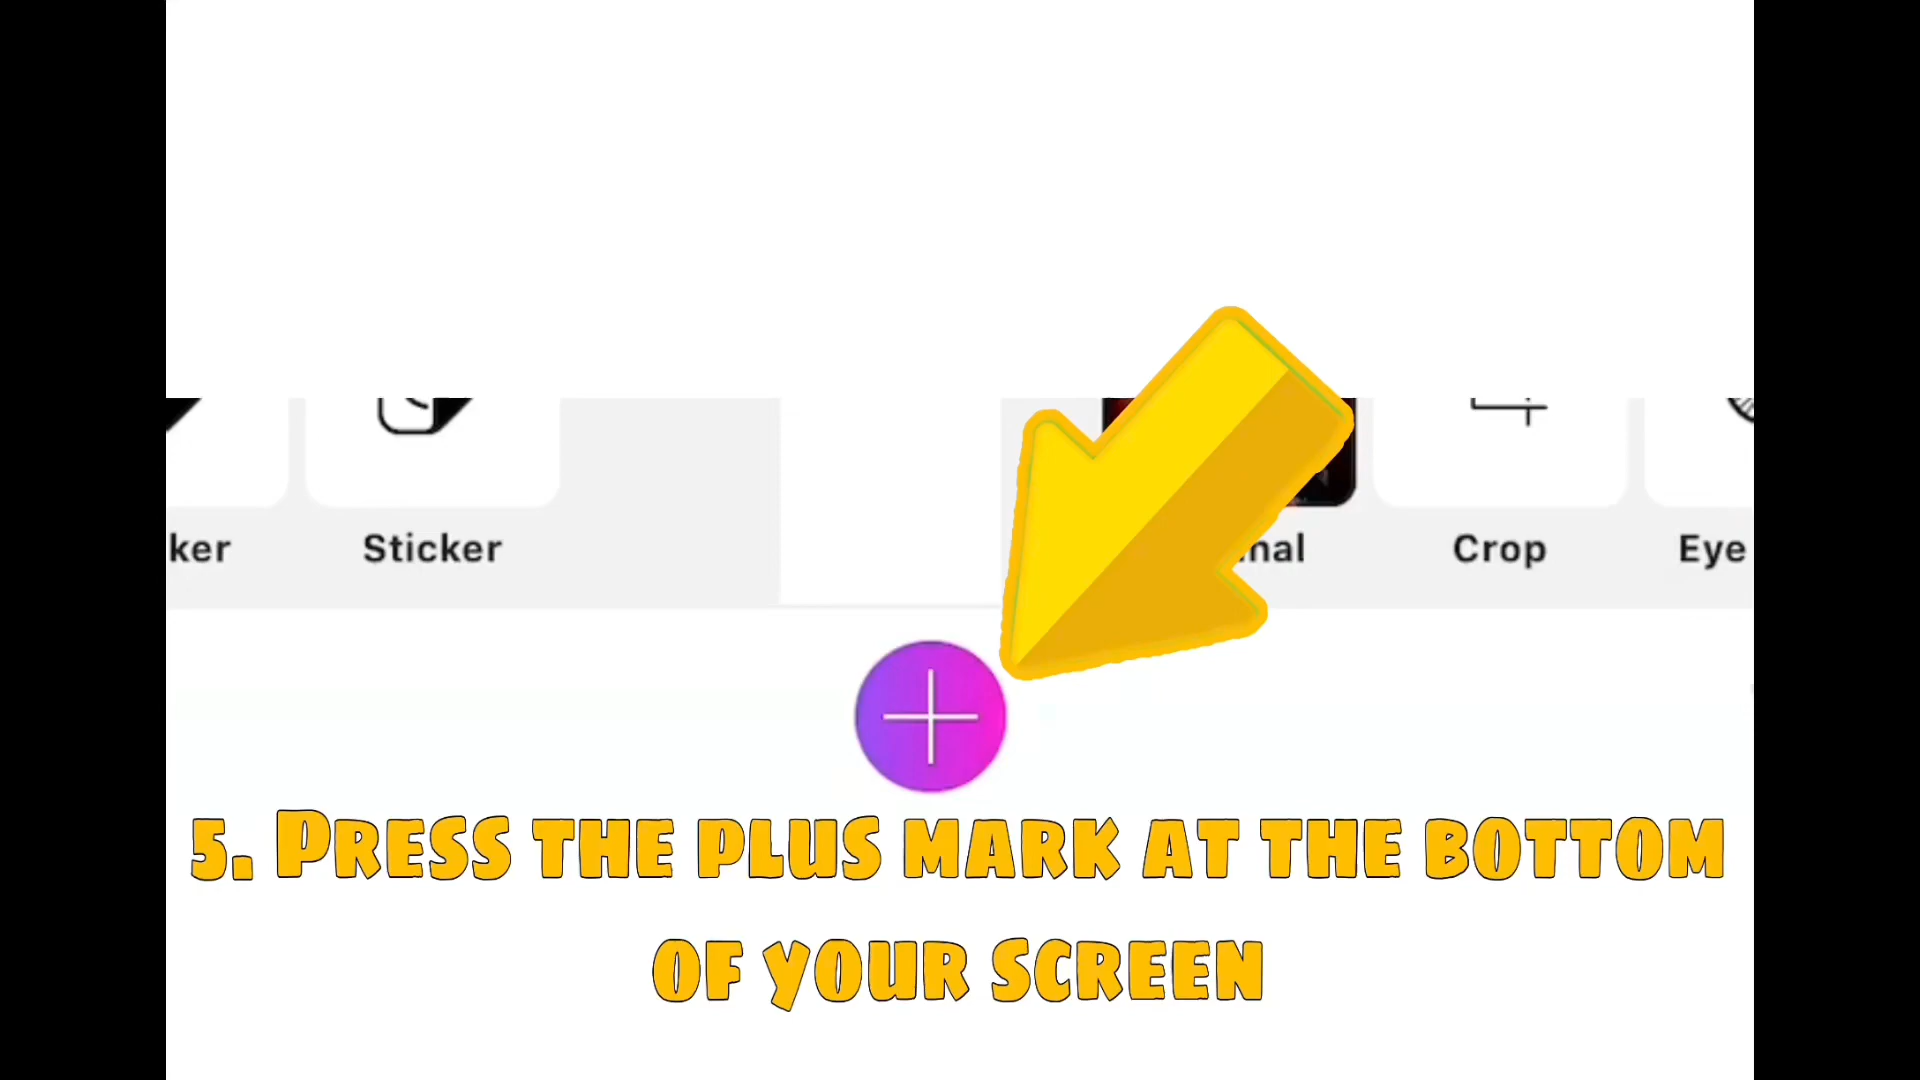 ker Sticker nal Crop Eye
5. Press the plus mark at the bottom
of your screen